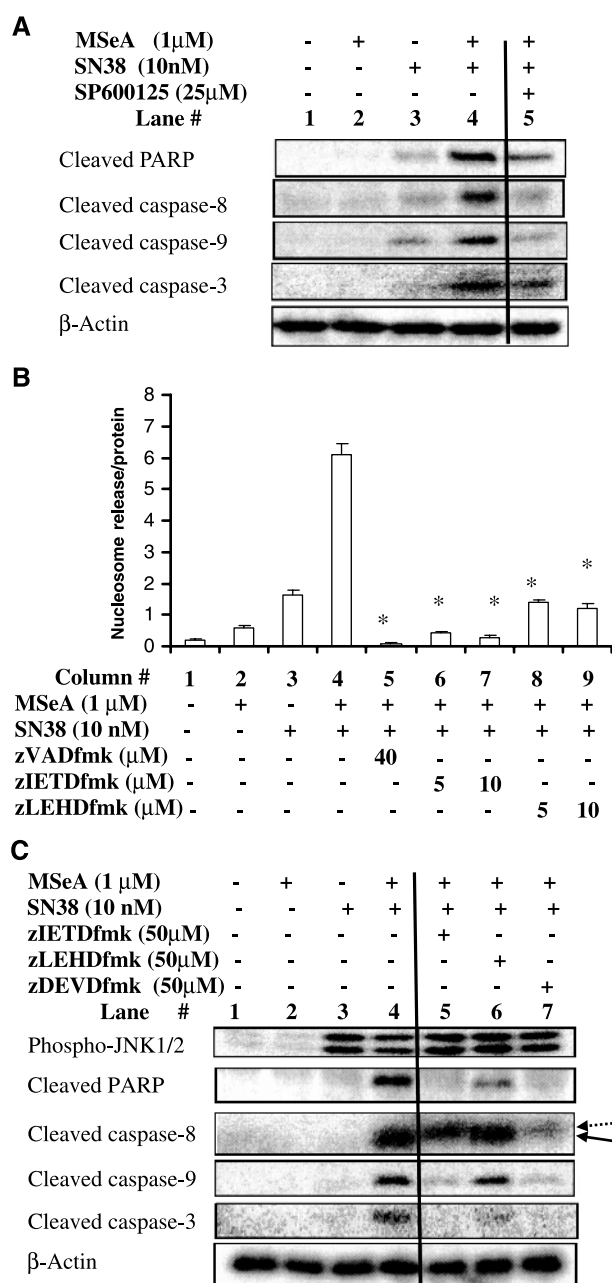 A
MSeA (1μM) - + - + +
SN38 (10nM) - - + + +
SP600125 (25μM) - - - - +
Lane # 1 2 3 4 5
Cleaved PARP
Cleaved caspase-8
Cleaved caspase-9
Cleaved caspase-3
β-Actin
B
Nucleosome release/protein
8
7
6
5
4
3
2
1
0
* * * * *
Column # 1 2 3 4 5 6 7 8 9
MSeA (1 μM) - + - + + + + + +
SN38 (10 nM) - - + + + + + + +
zVADfmk (μM) - - - - 40 - - - -
zIETDfmk (μM) - - - - - 5 10 - -
zLEHDfmk (μM) - - - - - - - 5 10
C
MSeA (1 μM) - + - + + + +
SN38 (10 nM) - - + + + + +
zIETDfmk (50μM) - - - - + - -
zLEHDfmk (50μM) - - - - - + -
zDEVDfmk (50μM) - - - - - - +
Lane # 1 2 3 4 5 6 7
Phospho-JNK1/2
Cleaved PARP
Cleaved caspase-8
Cleaved caspase-9
Cleaved caspase-3
β-Actin